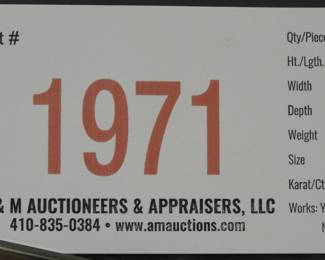 t #
1971
& M AUCTIONEERS & APPRAISERS, LLC
410-835-0384 • www.amauctions.com
Qty/Piece
Ht./Lgth.
Width
Depth
Weight
Size
Karat/Ct
Works: Y
N